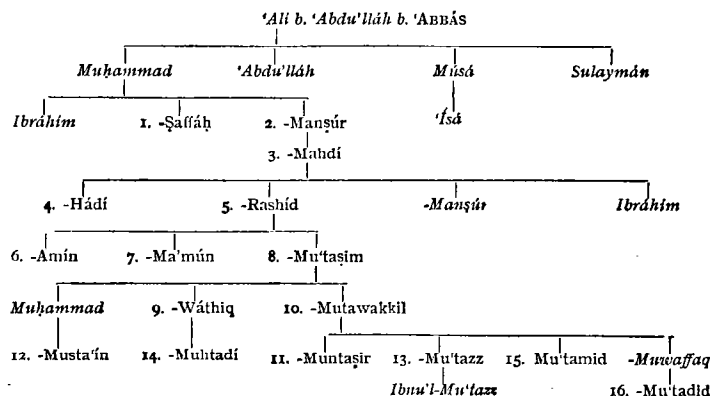 ‘Ali b. ‘Abdu’lláh b. ‘ABBÁS
Muḥammad ‘Abdu’lláh Músá Sulaymán
Ibráhím 1. -Ṣaffáḥ 2. -Manṣúr ‘Ísá
3. -Mahdí
4. -Hádí 5. -Rashíd -Manṣúr Ibráhím
6. -Amín 7. -Ma’mún 8. -Mu‘taṣim
Muḥammad 9. -Wáthiq 10. -Mutawakkil
12. -Musta‘ín 14. -Muhtadí 11. -Muntaṣir 13. -Mu‘tazz 15. Mu‘tamid -Muwaffaq
Ibnu’l-Mu‘tazz 16. -Mu‘tadid